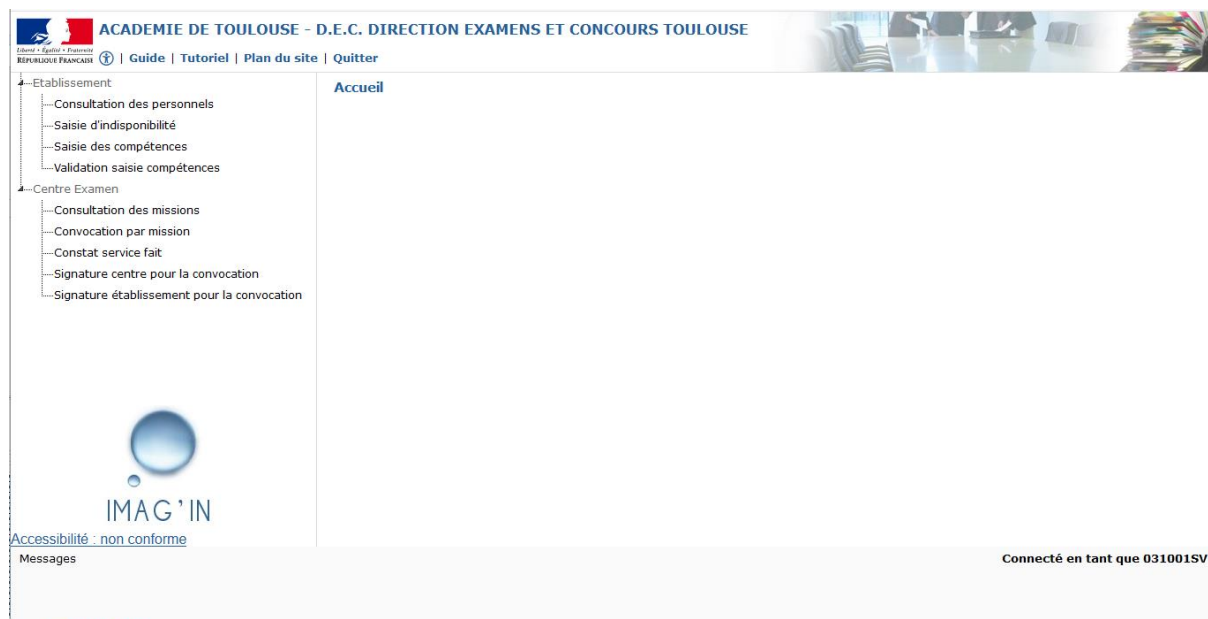 ACADEMIE DE TOULOUSE - D.E.C. DIRECTION EXAMENS ET CONCOURS TOULOUSE
Liberté • Égalité • Fraternité
RÉPUBLIQUE FRANÇAISE | Guide | Tutoriel | Plan du site | Quitter
Etablissement
Consultation des personnels
Saisie d'indisponibilité
Saisie des compétences
Validation saisie compétences
Centre Examen
Consultation des missions
Convocation par mission
Constat service fait
Signature centre pour la convocation
Signature établissement pour la convocation
Accueil
IMAG'IN
Accessibilité : non conforme
Messages
Connecté en tant que 031001SV